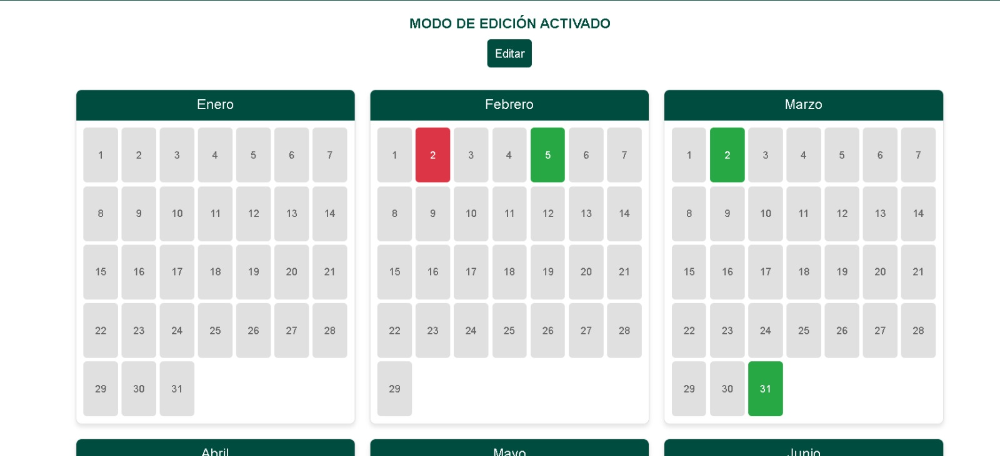 MODO DE EDICIÓN ACTIVADO
Editar
Enero
1 2 3 4 5 6 7
8 9 10 11 12 13 14
15 16 17 18 19 20 21
22 23 24 25 26 27 28
29 30 31
Febrero
1 2 3 4 5 6 7
8 9 10 11 12 13 14
15 16 17 18 19 20 21
22 23 24 25 26 27 28
29
Marzo
1 2 3 4 5 6 7
8 9 10 11 12 13 14
15 16 17 18 19 20 21
22 23 24 25 26 27 28
29 30 31
Abril
Mayo
Junio